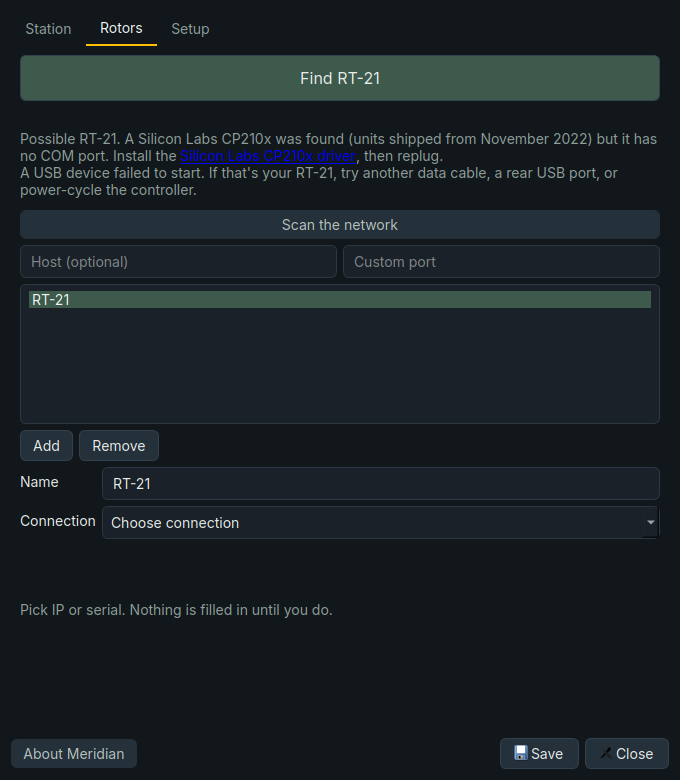 Station
Rotors
Setup
Find RT-21
Possible RT-21. A Silicon Labs CP210x was found (units shipped from November 2022) but it has
no COM port. Install the Silicon Labs CP210x driver, then replug.
A USB device failed to start. If that's your RT-21, try another data cable, a rear USB port, or
power-cycle the controller.
Scan the network
Host (optional)
Custom port
RT-21
Add
Remove
Name
RT-21
Connection
Choose connection
Pick IP or serial. Nothing is filled in until you do.
About Meridian
Save
Close